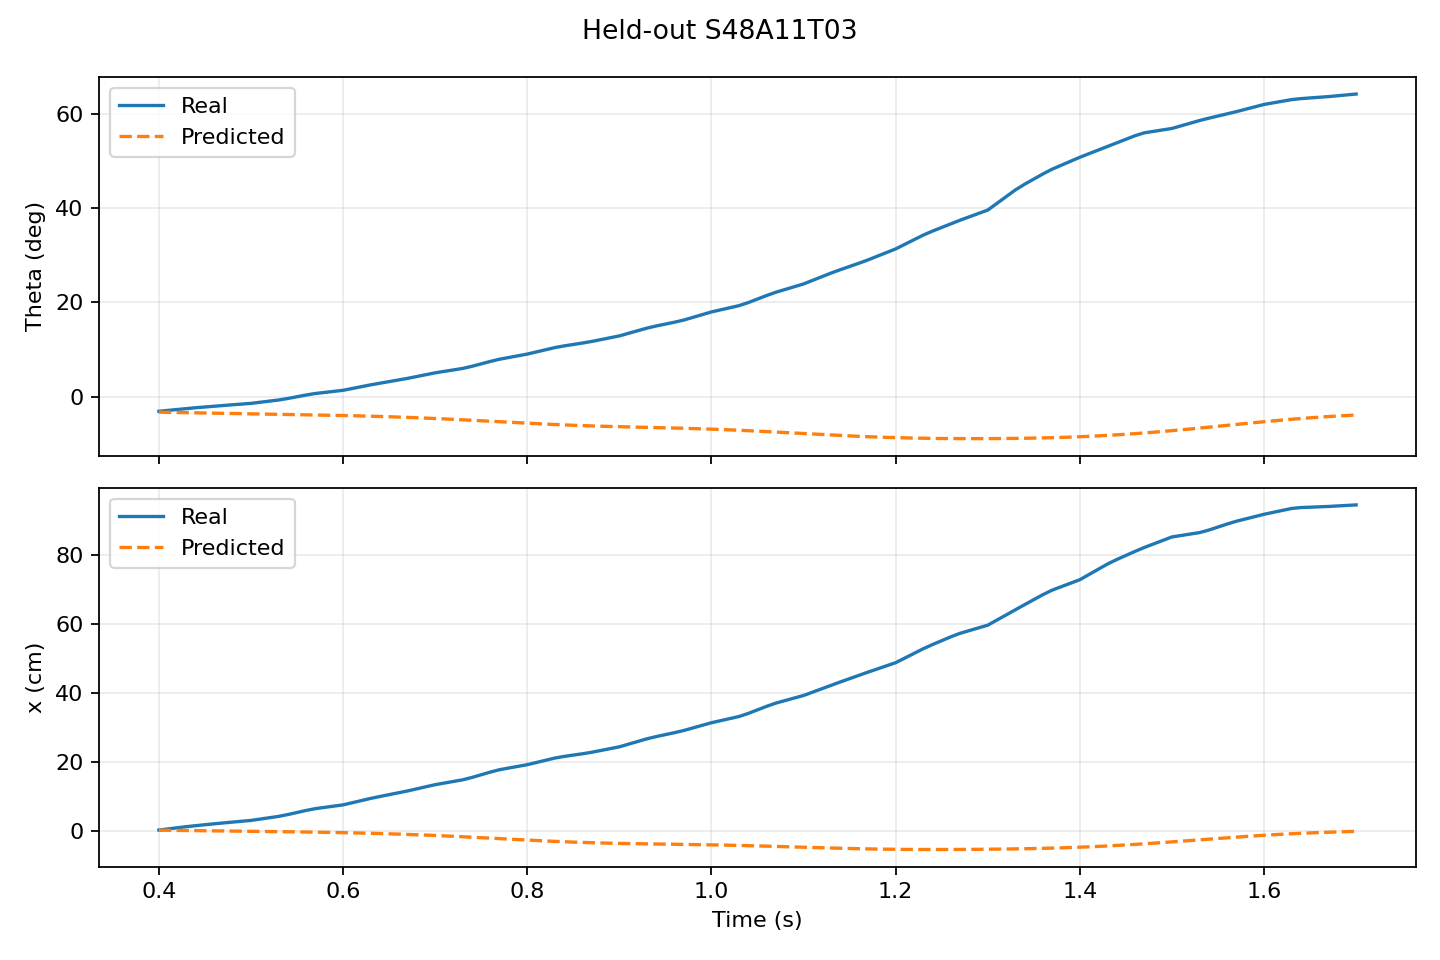 Held-out S48A11T03
Real
Predicted
Theta (deg)
60
40
20
0
Real
Predicted
x (cm)
80
60
40
20
0
0.4 0.6 0.8 1.0 1.2 1.4 1.6
Time (s)